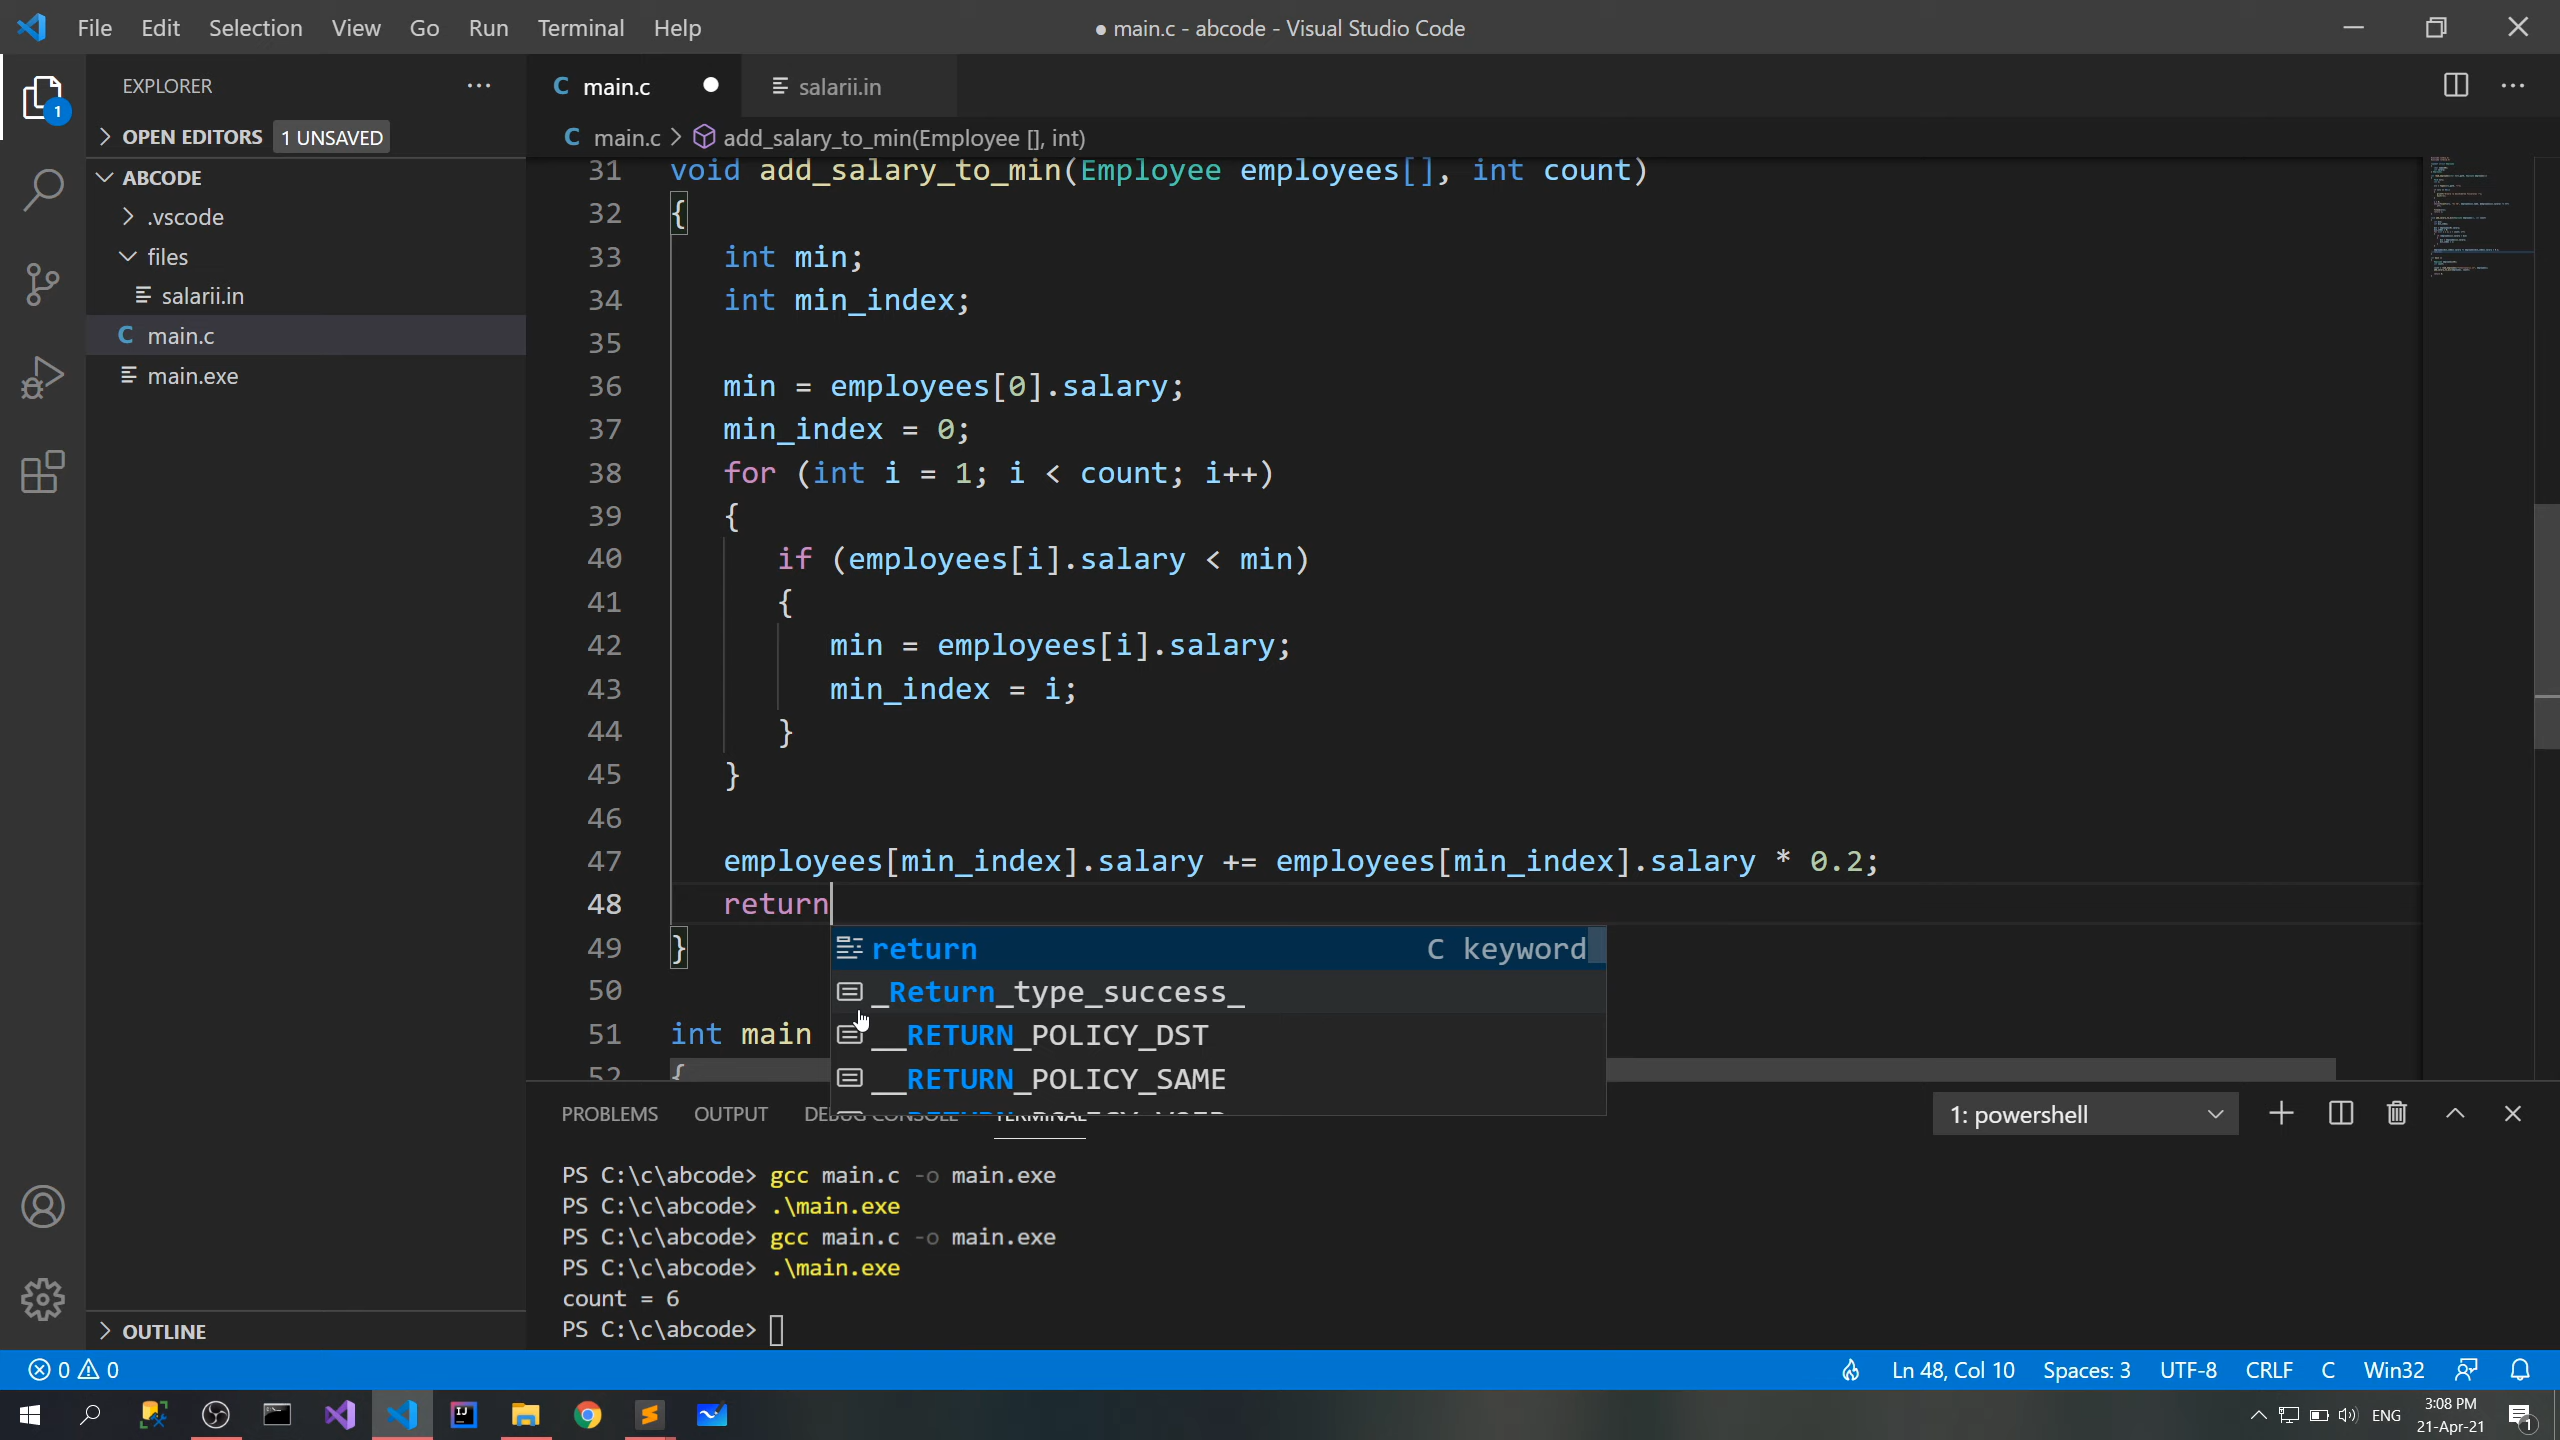 File Edit Selection View Go Run Terminal Help
● main.c - abcode - Visual Studio Code
EXPLORER
OPEN EDITORS 1 UNSAVED
ABCODE
.vscode
files
salarii.in
C main.c
main.exe
OUTLINE
1
C main.c ●
salarii.in
C main.c > add_salary_to_min(Employee [], int)
31 void add_salary_to_min(Employee employees[], int count)
32 {
33 int min;
34 int min_index;
35
36 min = employees[0].salary;
37 min_index = 0;
38 for (int i = 1; i < count; i++)
39 {
40 if (employees[i].salary < min)
41 {
42 min = employees[i].salary;
43 min_index = i;
44 }
45 }
46
47 employees[min_index].salary += employees[min_index].salary * 0.2;
48 return
49 }
50
51 int main
52 {
return C keyword
_Return_type_success_
__RETURN_POLICY_DST
__RETURN_POLICY_SAME
PROBLEMS OUTPUT DEBUG CONSOLE TERMINAL
1: powershell
PS C:\c\abcode> gcc main.c -o main.exe
PS C:\c\abcode> .\main.exe
PS C:\c\abcode> gcc main.c -o main.exe
PS C:\c\abcode> .\main.exe
count = 6
PS C:\c\abcode>
0 0
Ln 48, Col 10 Spaces: 3 UTF-8 CRLF C Win32
ENG
3:08 PM
21-Apr-21
1